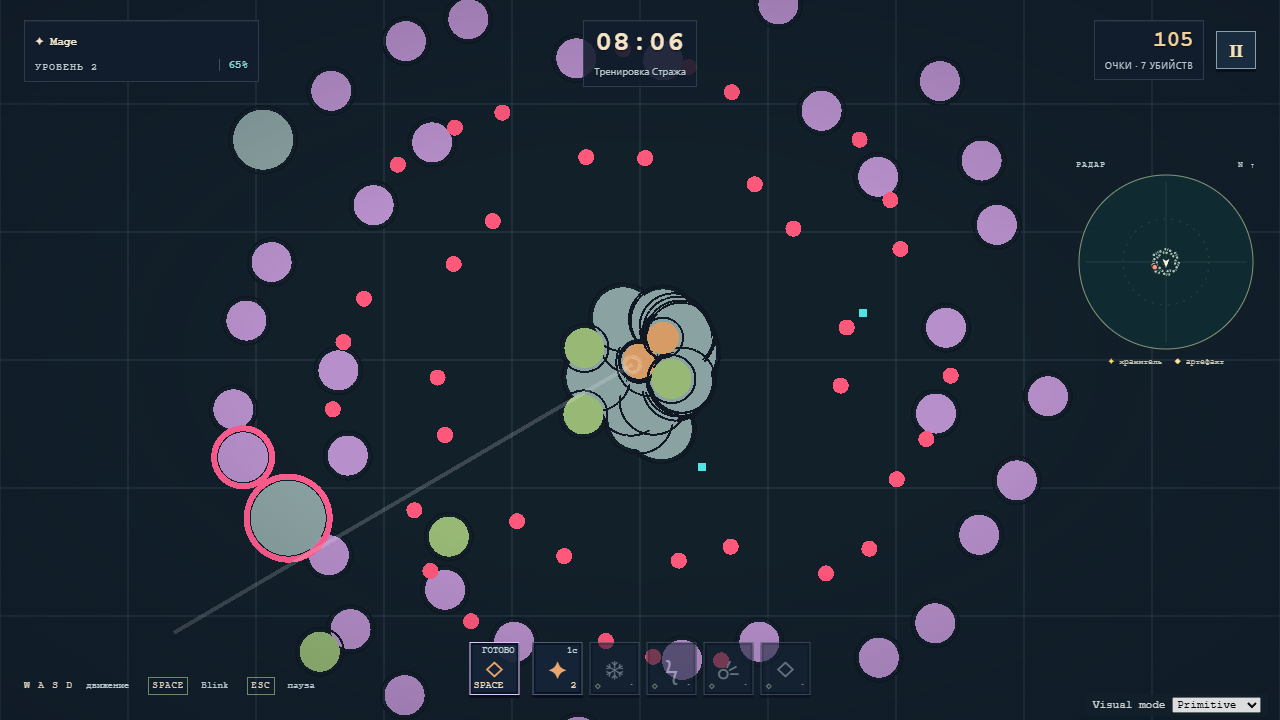 ✦ Mage
УРОВЕНЬ 2
65%
08:06
Тренировка Стража
105
ОЧКИ · 7 УБИЙСТВ
II
РАДАР
N ↑
✦ хранитель ◆ артефакт
ГОТОВО
SPACE
1с
2
W A S D движение SPACE Blink ESC пауза
Visual mode Primitive